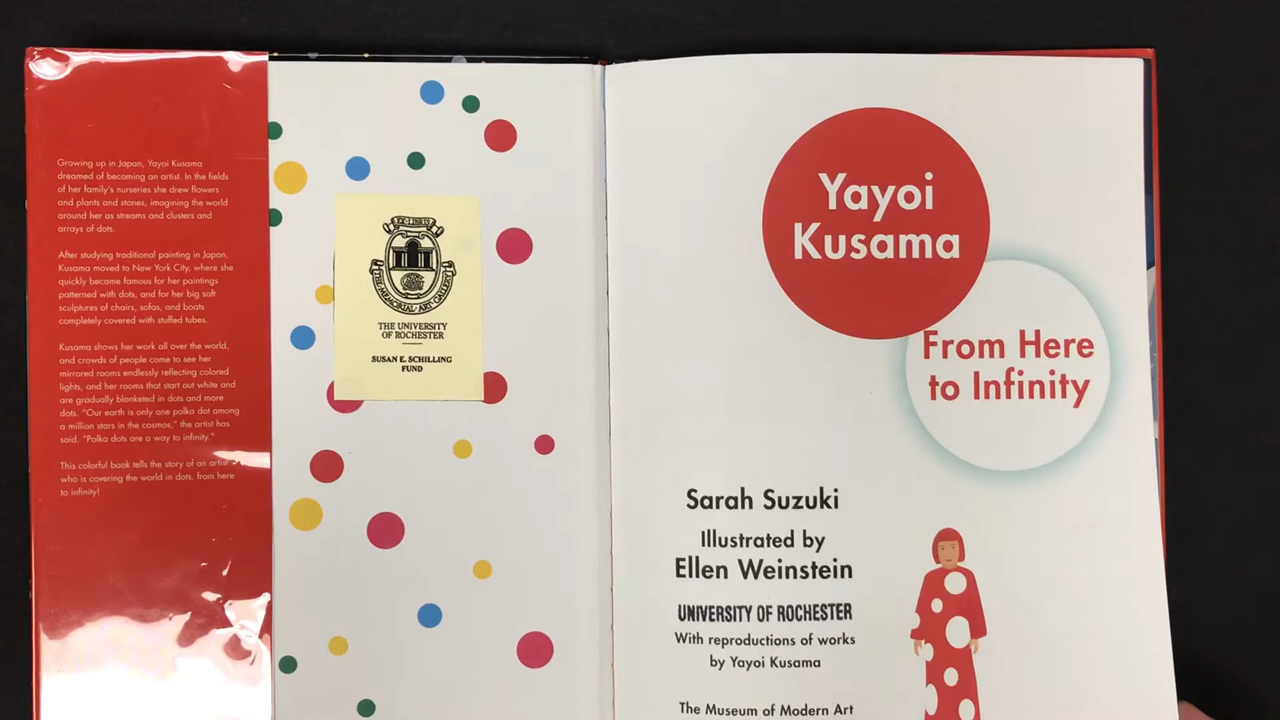 Growing up in Japan, Yayoi Kusama
dreamed of becoming an artist. In the fields
of her family's nurseries she drew flowers
and plants and stones, imagining the world
around her as streams and clusters and
arrays of dots.
After studying traditional painting in Japan,
Kusama moved to New York City, where she
quickly became famous for her paintings
patterned with dots, and for her big soft
sculptures of chairs, sofas, and boats
completely covered with stuffed tubes.
Kusama shows her work all over the world,
and crowds of people come to see her
mirrored rooms endlessly reflecting colored
lights, and her rooms that start out white and
are gradually blanketed in dots and more
dots. "Our earth is only one polka dot among
a million stars in the cosmos," the artist has
said. "Polka dots are a way to infinity."
This colorful book tells the story of an artist
who is covering the world in dots, from here
to infinity!
EX LIBRIS
THE MEMORIAL ART GALLERY
THE UNIVERSITY
OF ROCHESTER
SUSAN E. SCHILLING
FUND
Yayoi
Kusama
From Here
to Infinity
Sarah Suzuki
Illustrated by
Ellen Weinstein
UNIVERSITY OF ROCHESTER
With reproductions of works
by Yayoi Kusama
The Museum of Modern Art